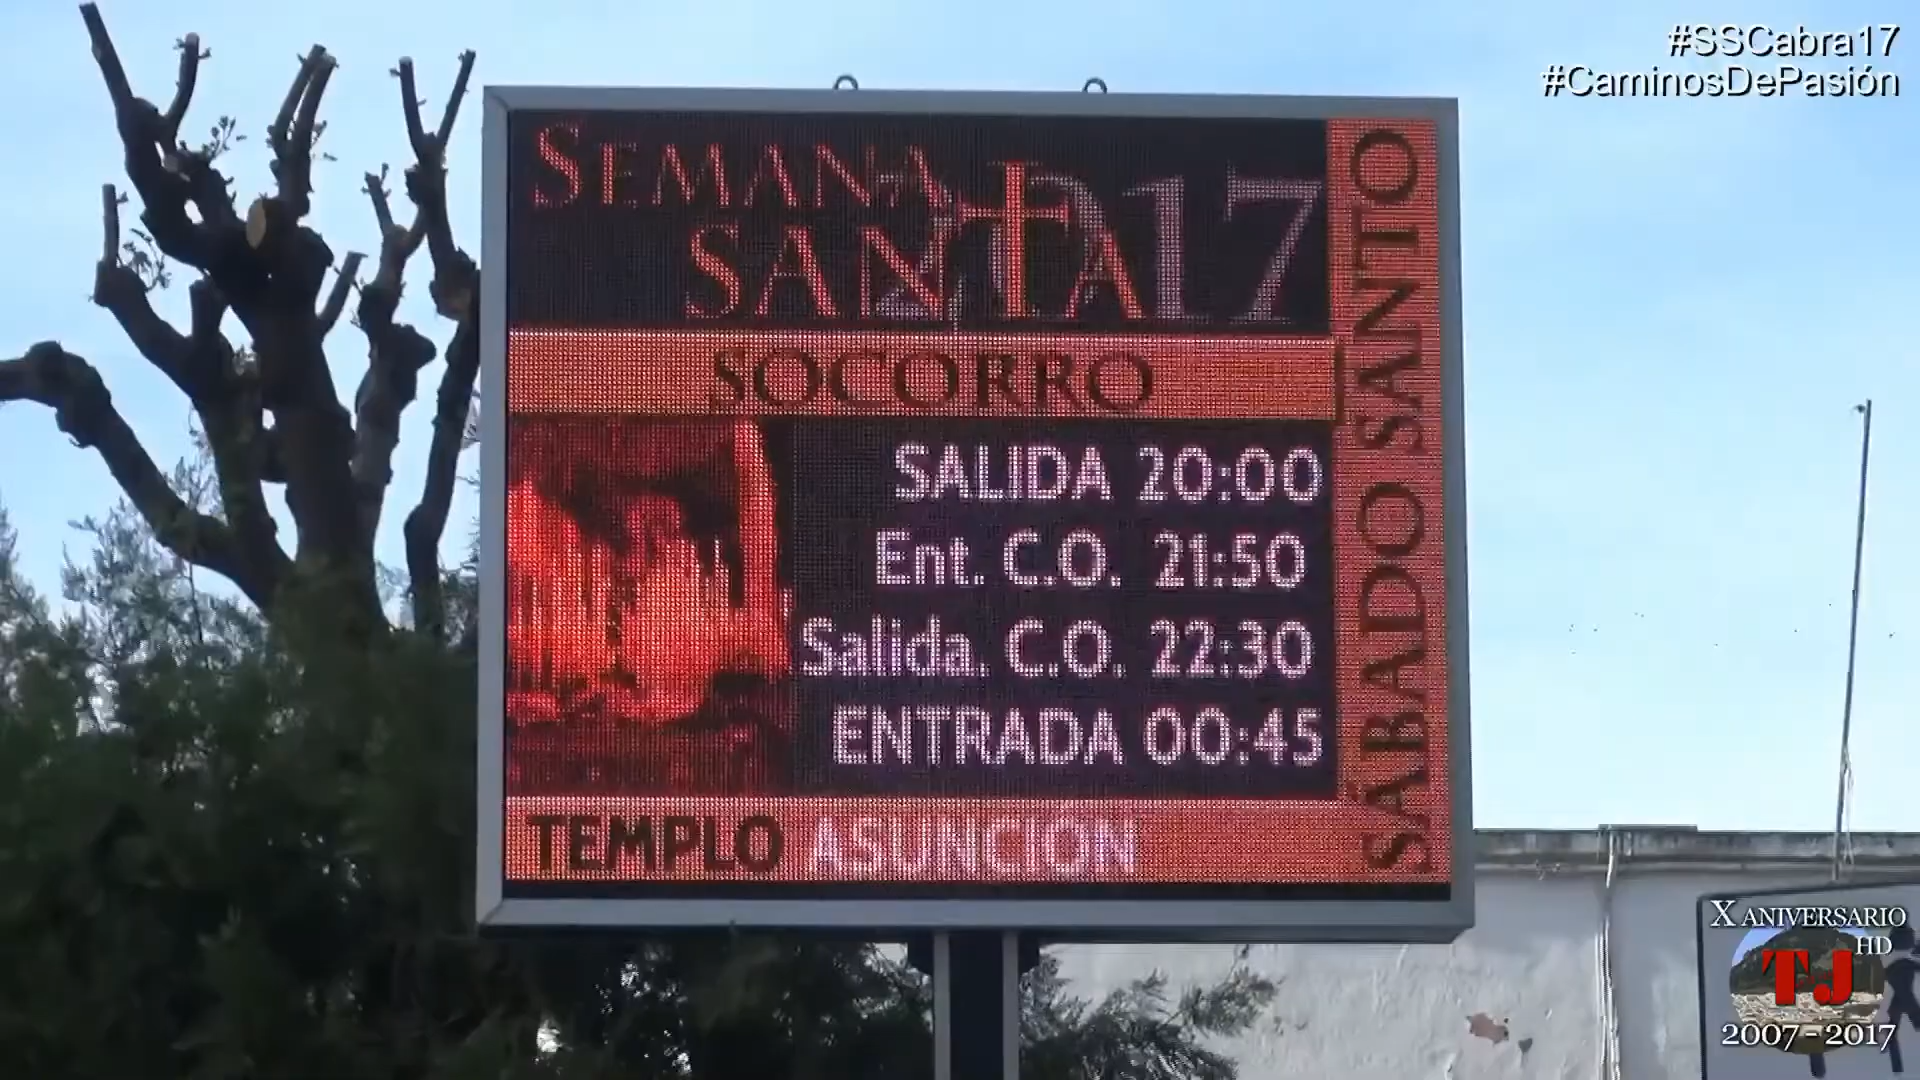 #SSCabra17
#CaminosDePasión
SEMANA
SANTA 2017
SOCORRO
SALIDA 20:00
Ent. C.O. 21:50
Salida. C.O. 22:30
ENTRADA 00:45
TEMPLO ASUNCION
SÁBADO SANTO
X ANIVERSARIO
HD
TJ
2007-2017